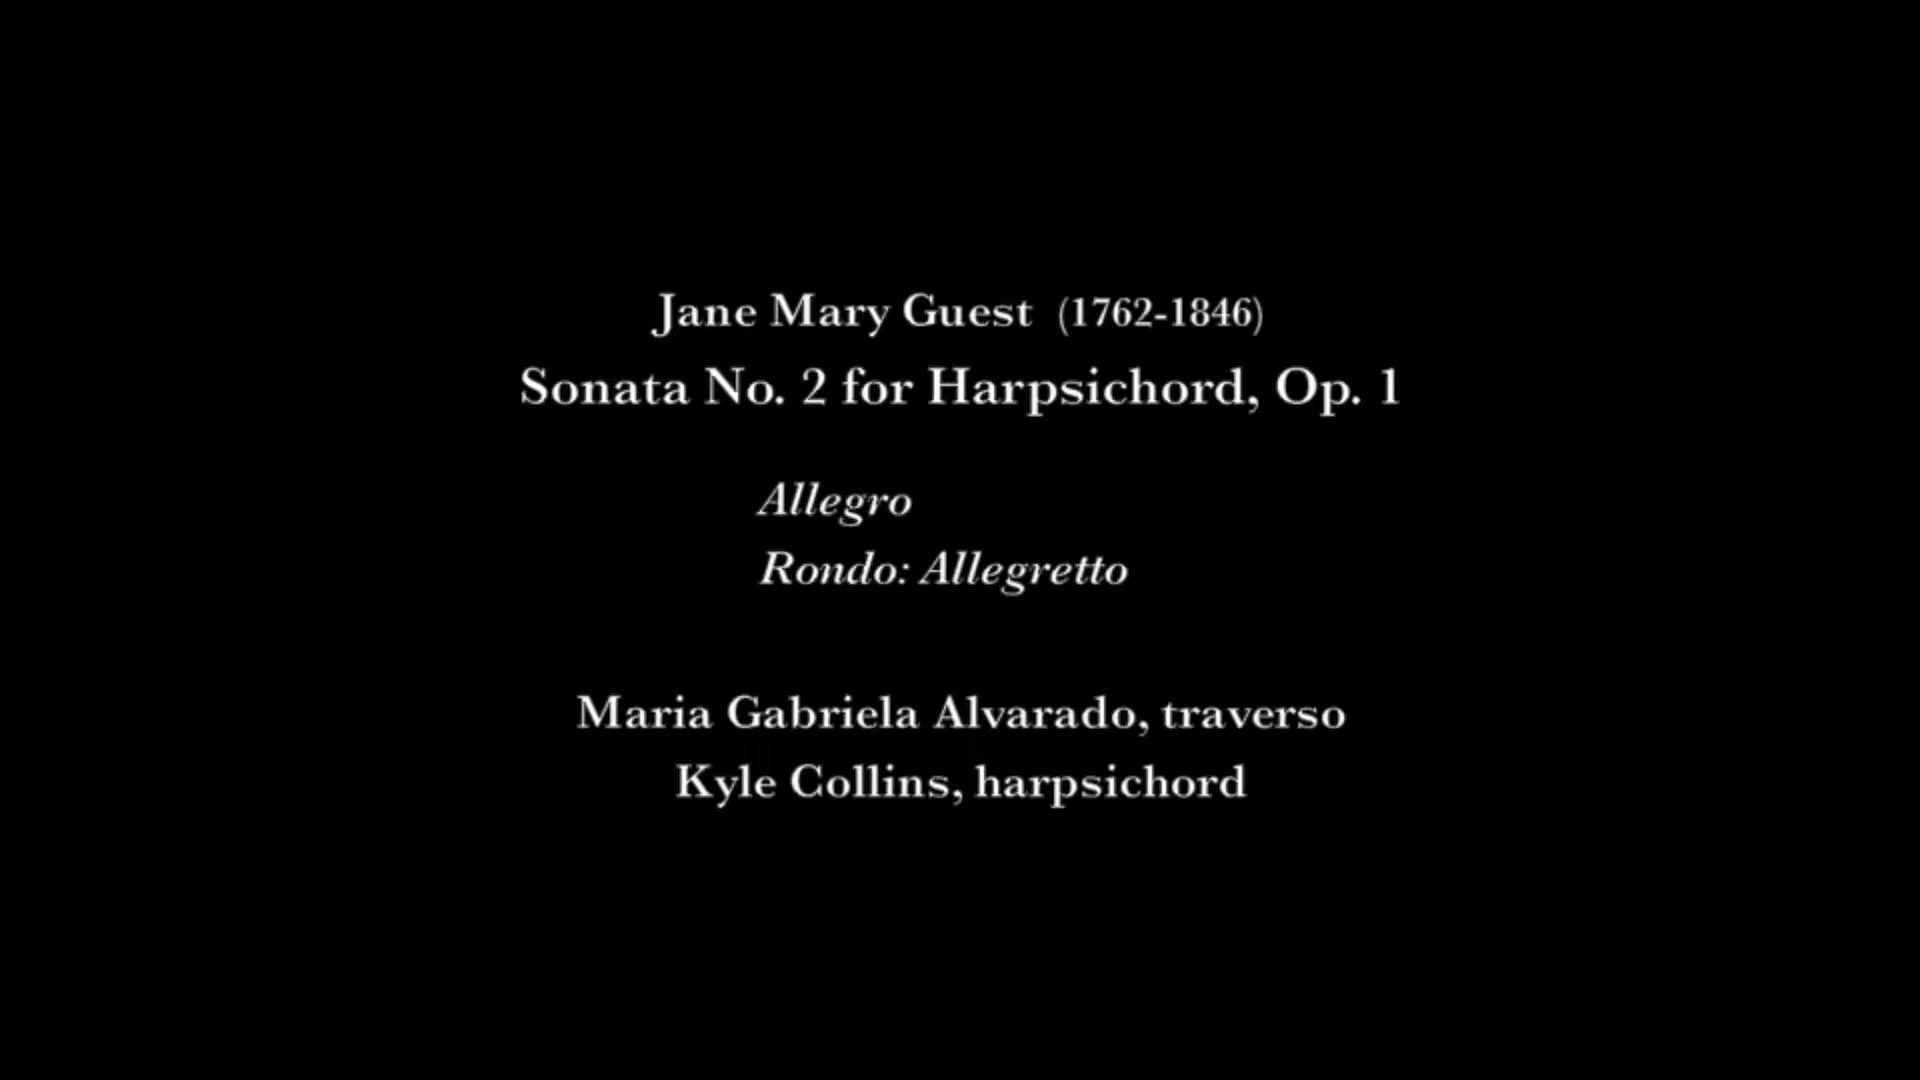 Jane Mary Guest (1762-1846)
Sonata No. 2 for Harpsichord, Op. 1
Allegro
Rondo: Allegretto
Maria Gabriela Alvarado, traverso
Kyle Collins, harpsichord